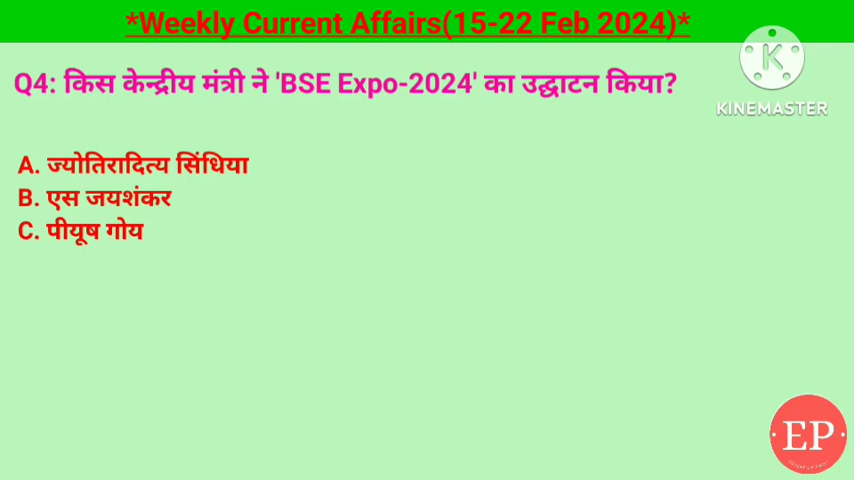 *Weekly Current Affairs(15-22 Feb 2024)*
Q4: किस केन्द्रीय मंत्री ने 'BSE Expo-2024' का उद्घाटन किया?
KINEMASTER
A. ज्योतिरादित्य सिंधिया
B. एस जयशंकर
C. पीयूष गोय
EP